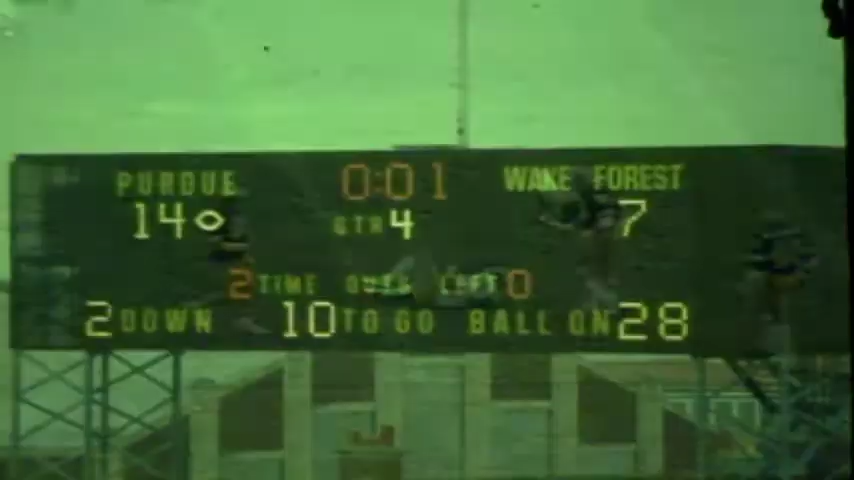 PURDUE 0:01 WAKE FOREST
14 QTR 4 7
2 TIME OUTS LEFT 0
2 DOWN 10 TO GO BALL ON 28